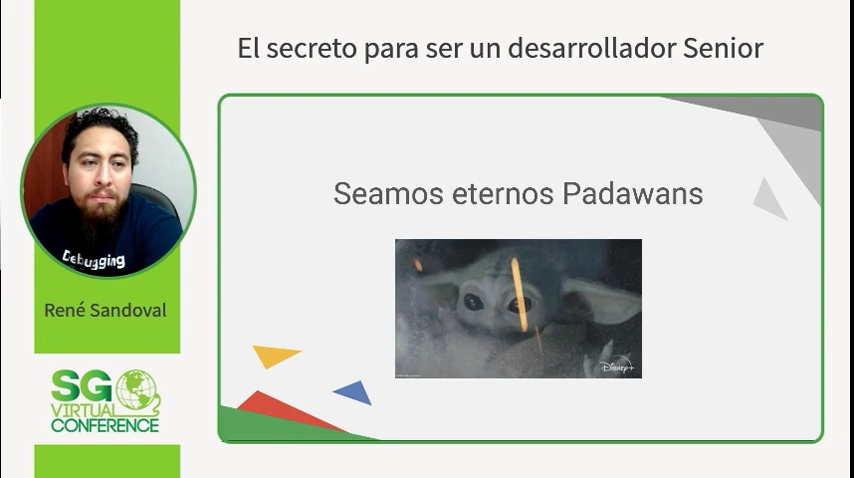 El secreto para ser un desarrollador Senior
Debugging
René Sandoval
SG
VIRTUAL
CONFERENCE
Seamos eternos Padawans
Disney+